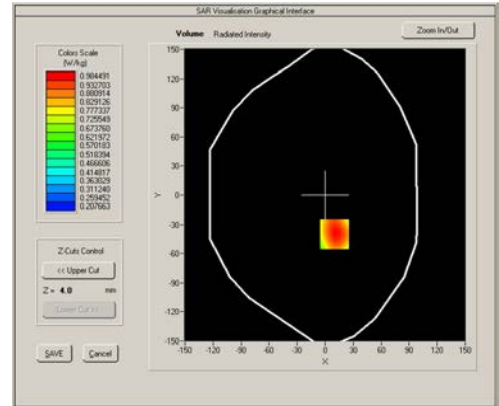 SAR Visualisation Graphical Interface
Volume Radiated Intensity
Zoom In/Out
Colors Scale
(W/kg)
0.984491
0.932703
0.880914
0.829126
0.777337
0.725549
0.673760
0.621972
0.570183
0.518394
0.466606
0.414817
0.363029
0.311240
0.259452
0.207663
Z-Cuts Control
<< Upper Cut
Z = 4.0 mm
Lower Cut >>
SAVE Cancel
150
120
90
60
30
0
-30
-60
-90
-120
-150
Y
-150 -120 -90 -60 -30 0 30 60 90 120 150
X